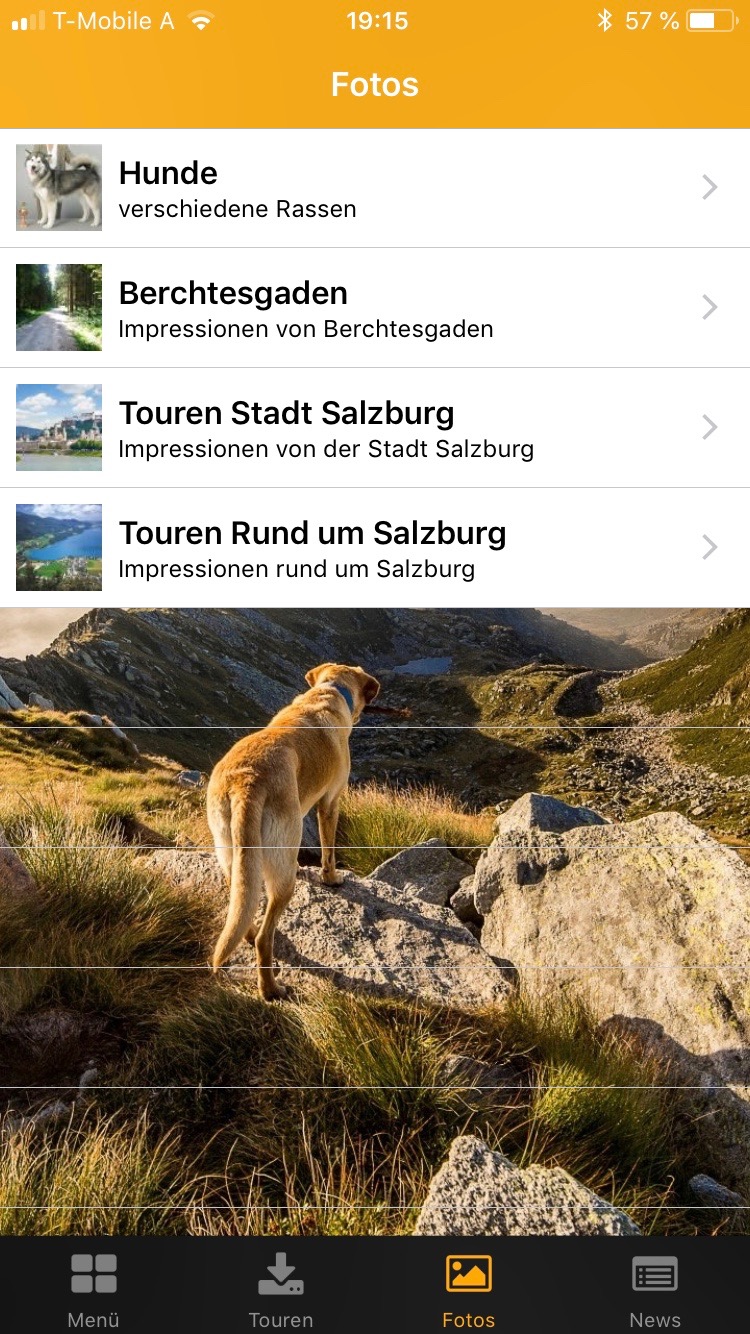 T-Mobile A 19:15 57 %
Fotos
Hunde
verschiedene Rassen
Berchtesgaden
Impressionen von Berchtesgaden
Touren Stadt Salzburg
Impressionen von der Stadt Salzburg
Touren Rund um Salzburg
Impressionen rund um Salzburg
Menü Touren Fotos News